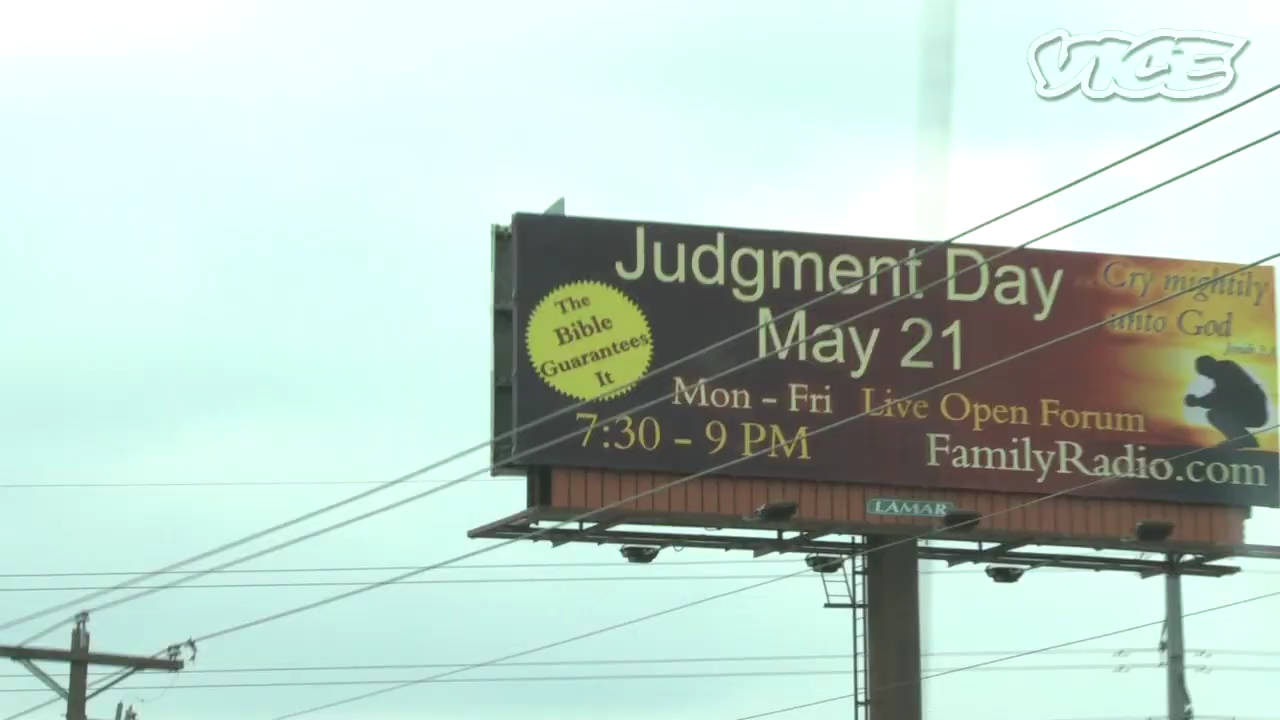 VICE
Judgment Day
May 21
The
Bible
Guarantees
It
Cry mightily
unto God
Mon - Fri Live Open Forum
7:30 - 9 PM
FamilyRadio.com
LAMAR